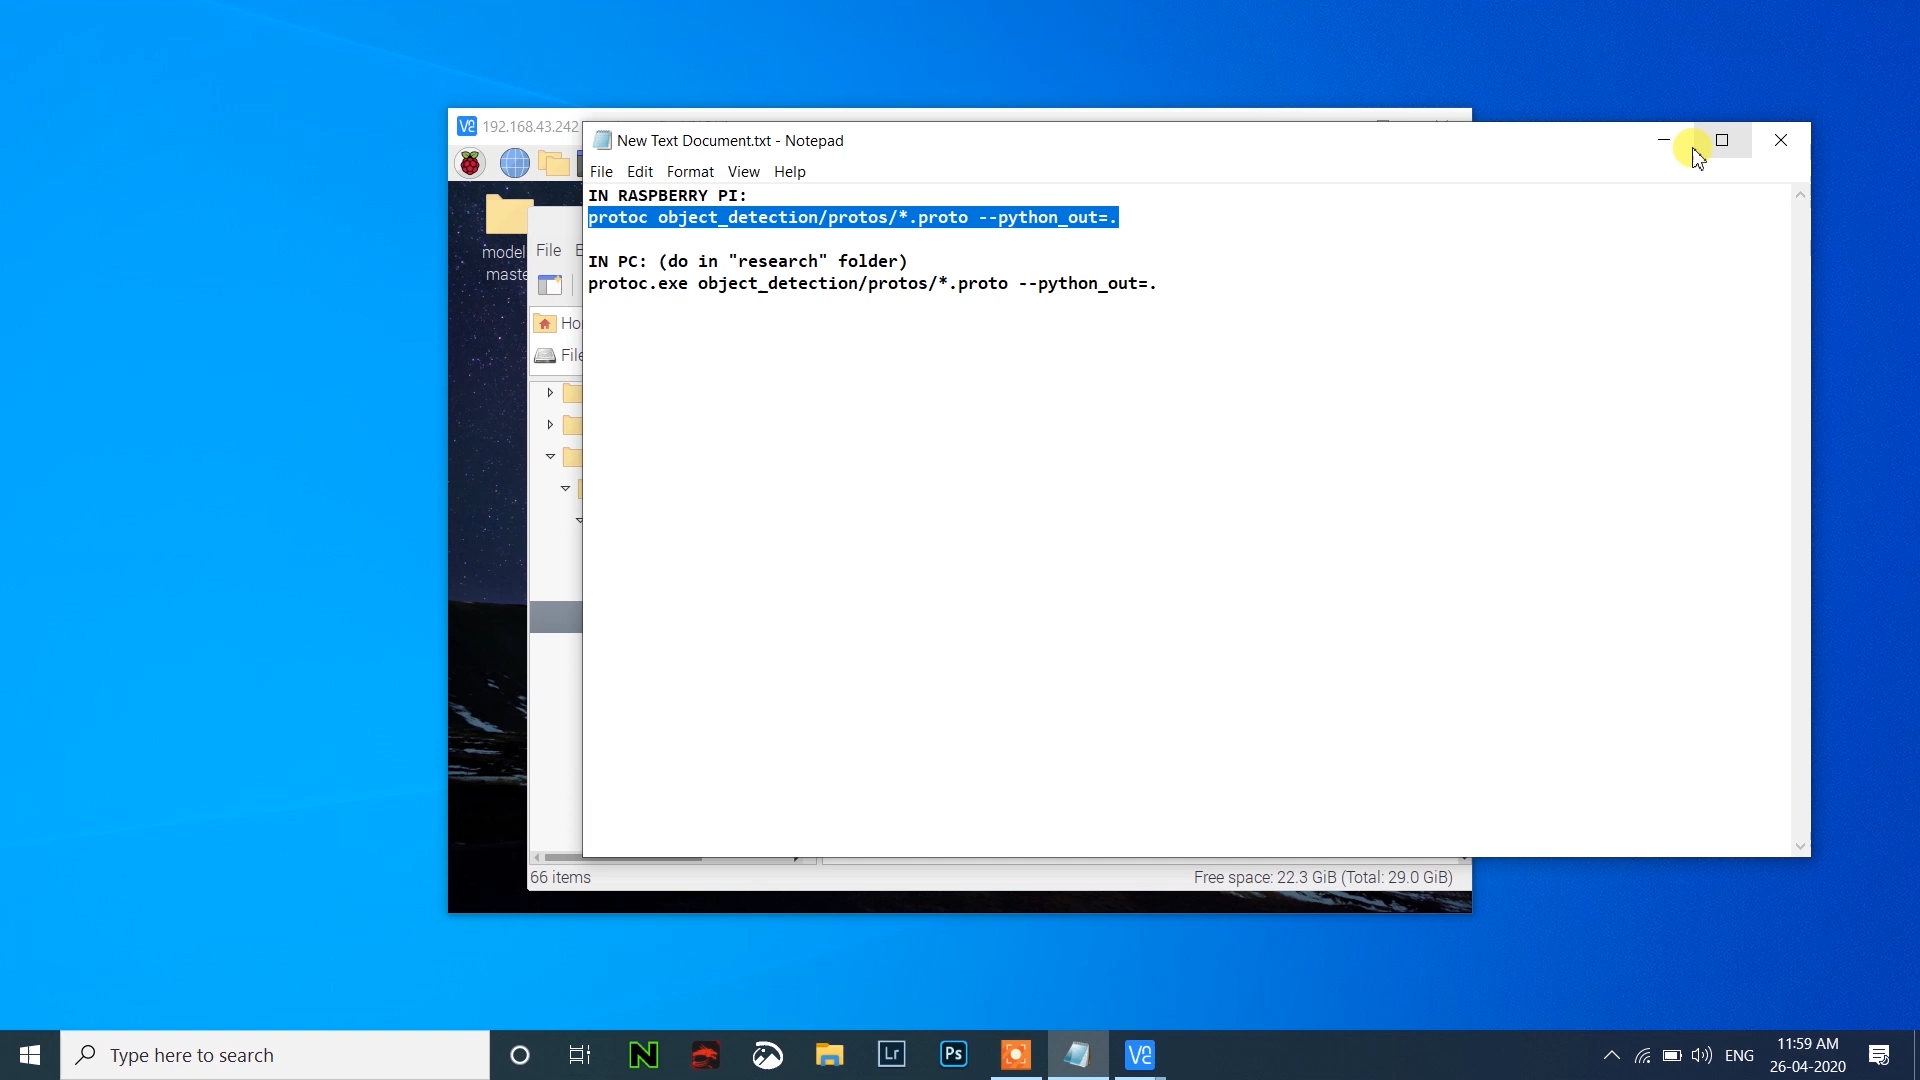 192.168.43.242
New Text Document.txt - Notepad
File Edit Format View Help
IN RASPBERRY PI:
protoc object_detection/protos/*.proto --python_out=.
IN PC: (do in "research" folder)
protoc.exe object_detection/protos/*.proto --python_out=.
File
66 items
Free space: 22.3 GiB (Total: 29.0 GiB)
Type here to search
Lr
Ps
ENG
11:59 AM
26-04-2020